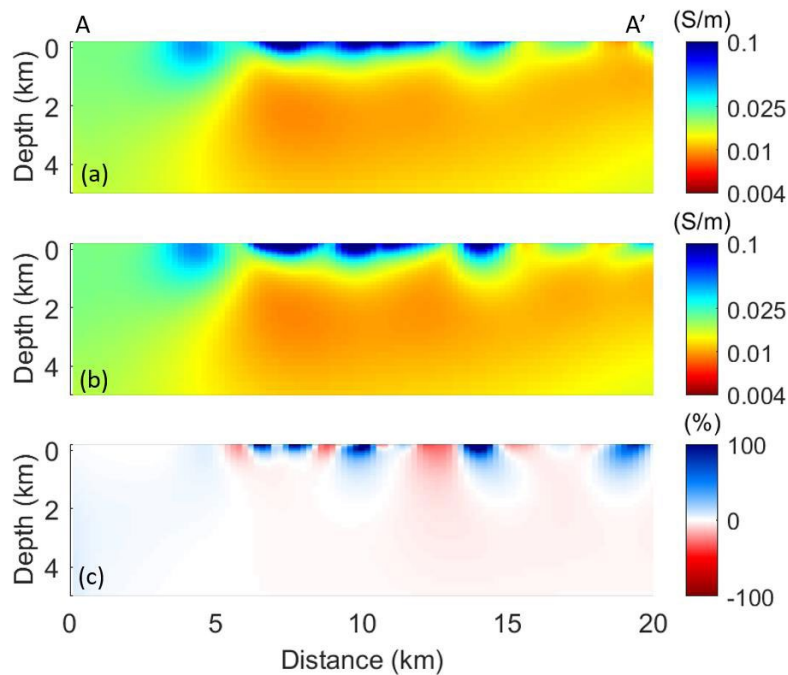 A A’ (S/m)
0 0.1
Depth (km)
2 0.025
0.01
4
(a) 0.004
(S/m)
0 0.1
Depth (km)
2 0.025
0.01
4
(b) 0.004
(%)
0 100
Depth (km)
2 0
4
(c) -100
0 5 10 15 20
Distance (km)